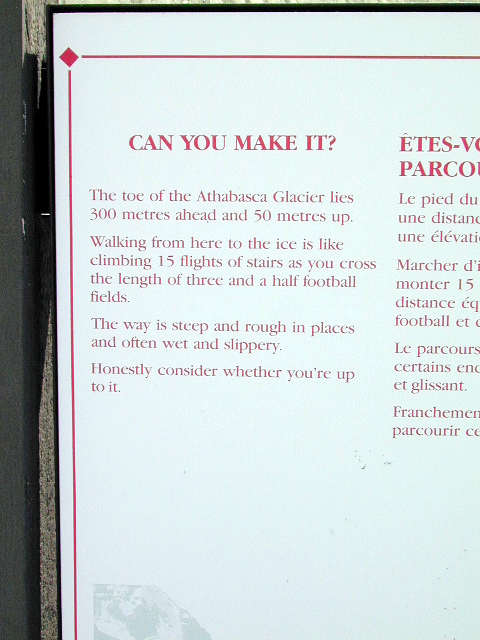 CAN YOU MAKE IT?
The toe of the Athabasca Glacier lies
300 metres ahead and 50 metres up.
Walking from here to the ice is like
climbing 15 flights of stairs as you cross
the length of three and a half football
fields.
The way is steep and rough in places
and often wet and slippery.
Honestly consider whether you're up
to it.
ÊTES-VO
PARCOU
Le pied du
une distanc
une élévati
Marcher d'i
monter 15
distance éq
football et
Le parcours
certains end
et glissant.
Franchemen
parcourir ce